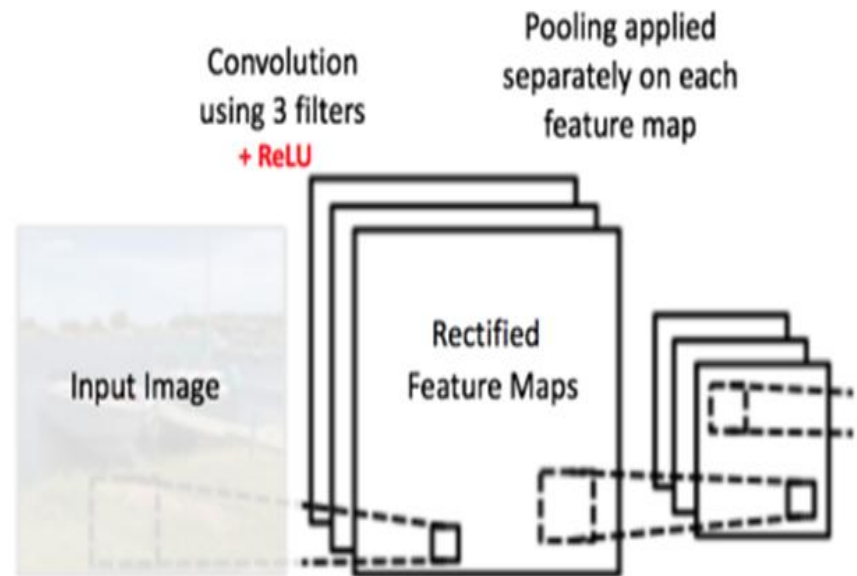 Convolution
using 3 filters
+ ReLU
Pooling applied
separately on each
feature map
Input Image
Rectified
Feature Maps